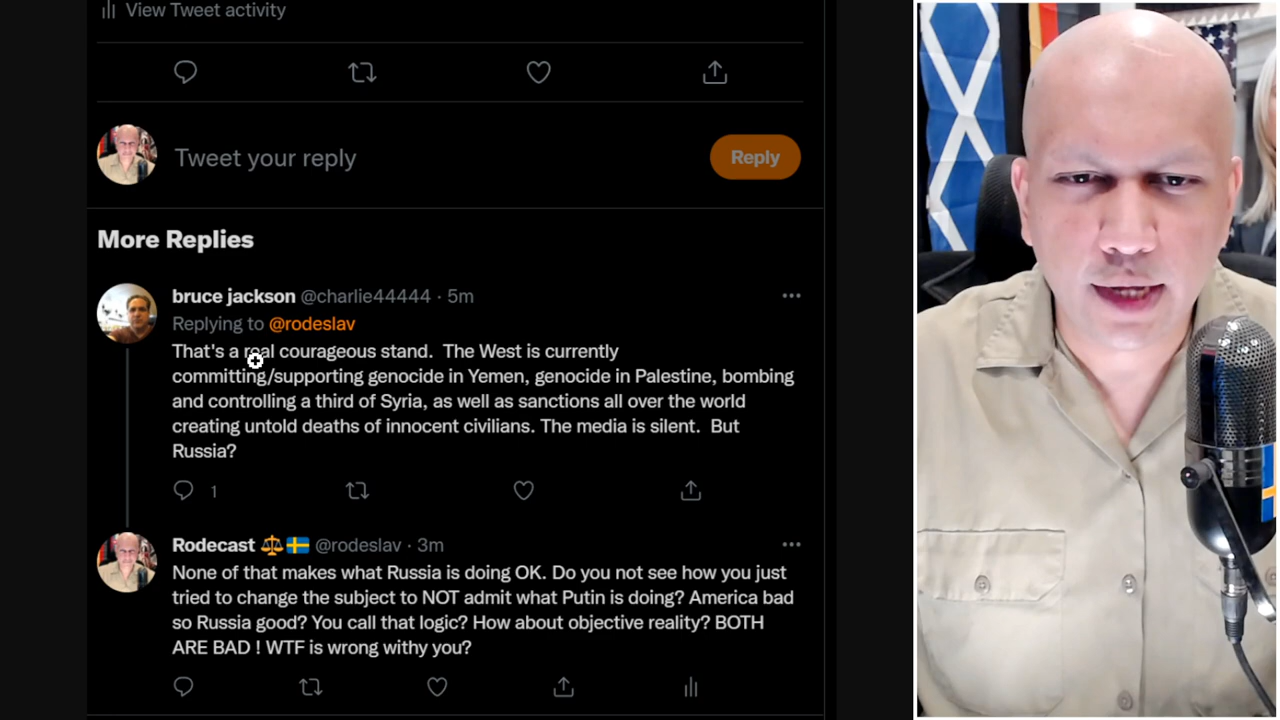 View Tweet activity
Tweet your reply
Reply
More Replies
bruce jackson @charlie44444 · 5m
Replying to @rodeslav
That's a real courageous stand.  The West is currently
committing/supporting genocide in Yemen, genocide in Palestine, bombing
and controlling a third of Syria, as well as sanctions all over the world
creating untold deaths of innocent civilians. The media is silent.  But
Russia?
1
Rodecast ⚖️🇸🇪 @rodeslav · 3m
None of that makes what Russia is doing OK. Do you not see how you just
tried to change the subject to NOT admit what Putin is doing? America bad
so Russia good? You call that logic? How about objective reality? BOTH
ARE BAD ! WTF is wrong withy you?